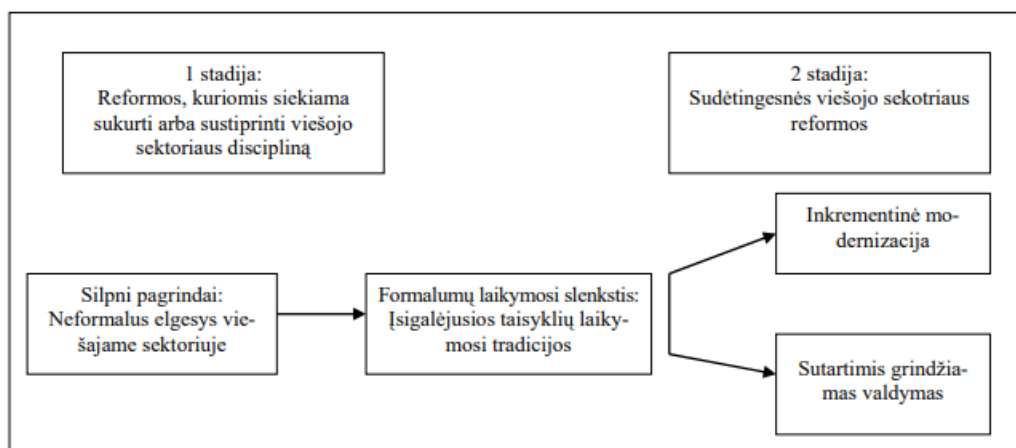 1 stadija:
Reformos, kuriomis siekiama
sukurti arba sustiprinti viešojo
sektoriaus discipliną
2 stadija:
Sudėtingesnės viešojo sekotriaus
reformos
Inkrementinė mo-
dernizacija
Silpni pagrindai:
Neformalus elgesys vie-
šajame sektoriuje
Formalumų laikymosi slenkstis:
Įsigalėjusios taisyklių laiky-
mosi tradicijos
Sutartimis grindžia-
mas valdymas